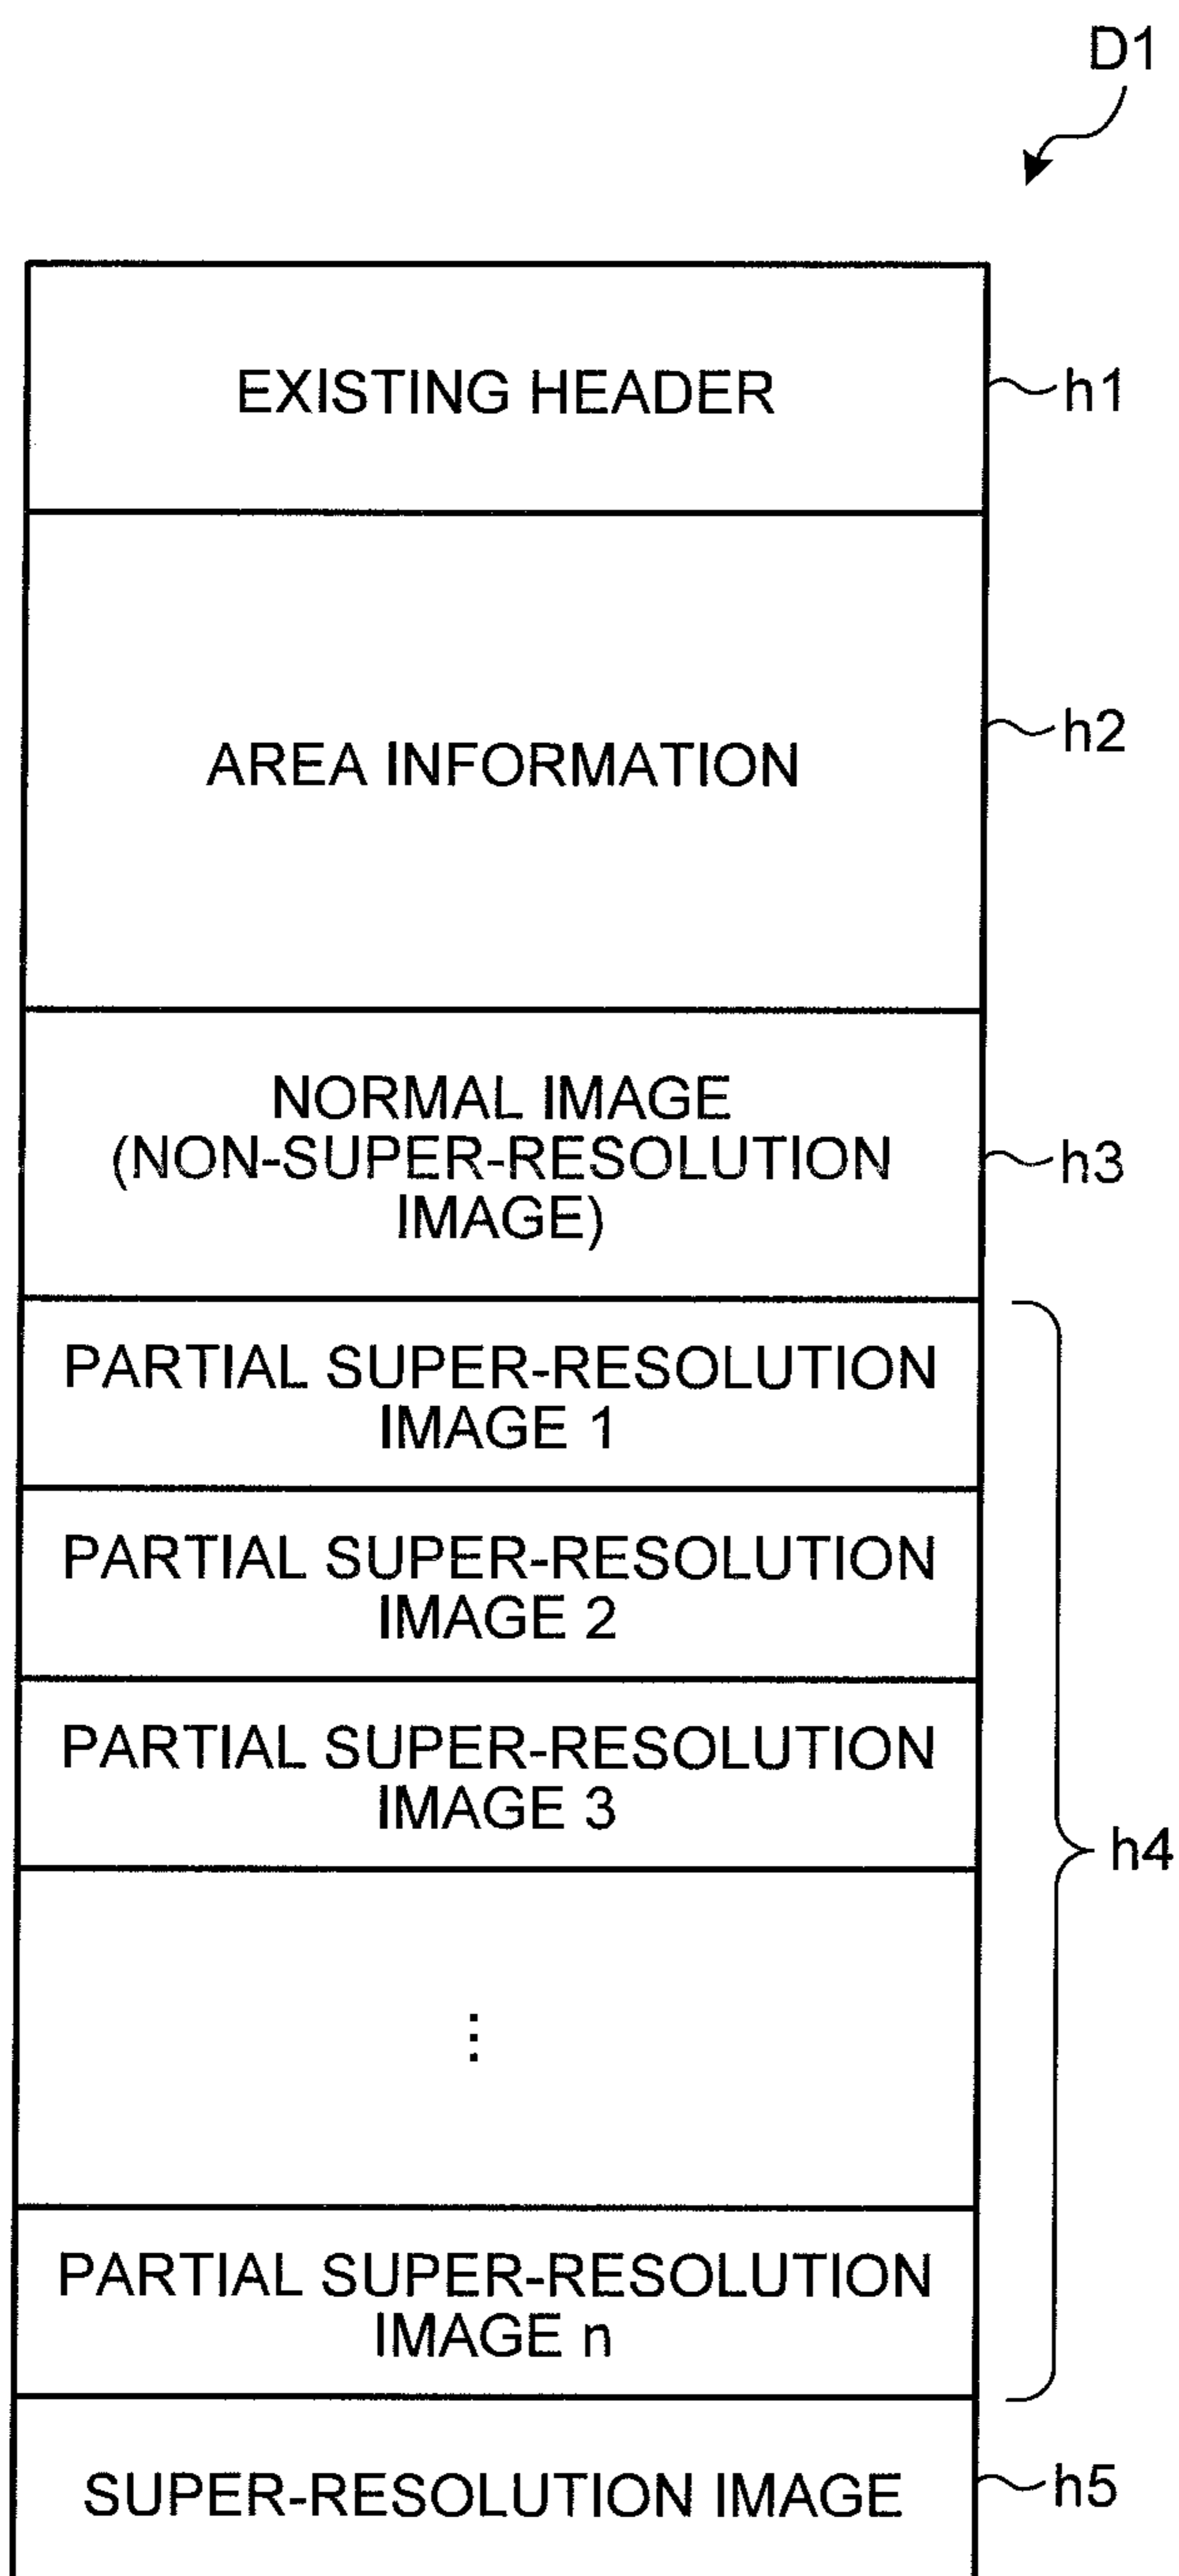 D1
EXISTING HEADER
h1
AREA INFORMATION
h2
NORMAL IMAGE
(NON-SUPER-RESOLUTION
IMAGE)
h3
PARTIAL SUPER-RESOLUTION
IMAGE 1
PARTIAL SUPER-RESOLUTION
IMAGE 2
PARTIAL SUPER-RESOLUTION
IMAGE 3
h4
⋮
PARTIAL SUPER-RESOLUTION
IMAGE n
SUPER-RESOLUTION IMAGE
h5